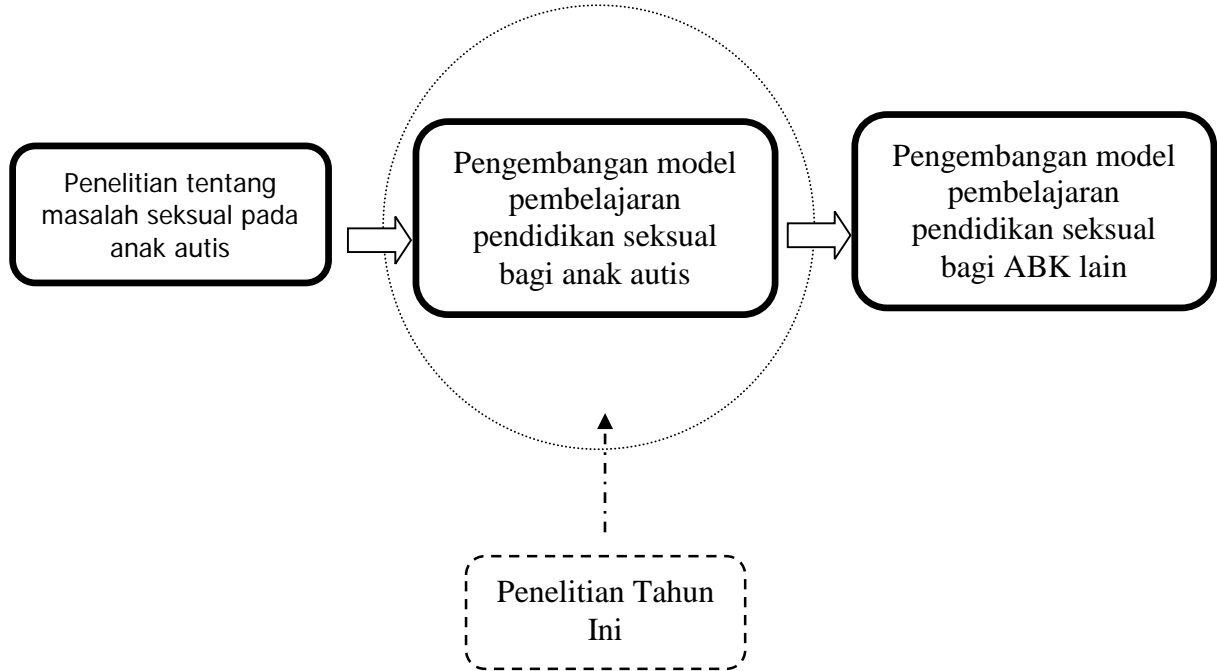 Penelitian tentang
masalah seksual pada
anak autis
Pengembangan model
pembelajaran
pendidikan seksual
bagi anak autis
Pengembangan model
pembelajaran
pendidikan seksual
bagi ABK lain
Penelitian Tahun
Ini